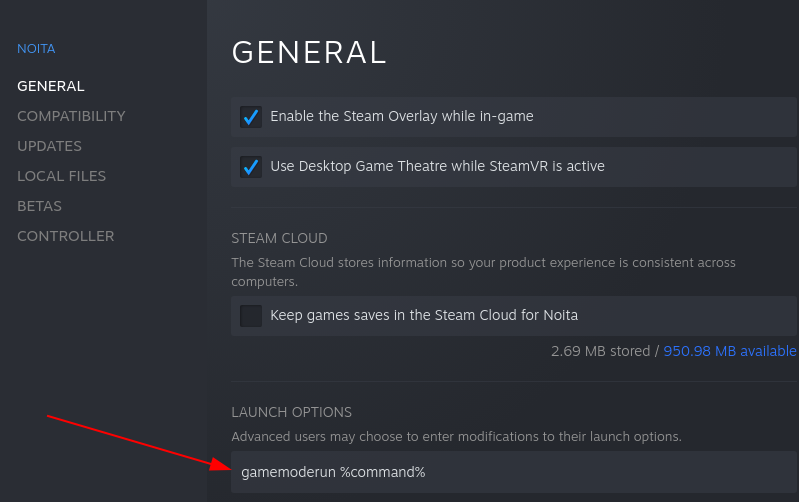 NOITA
GENERAL
COMPATIBILITY
UPDATES
LOCAL FILES
BETAS
CONTROLLER
GENERAL
Enable the Steam Overlay while in-game
Use Desktop Game Theatre while SteamVR is active
STEAM CLOUD
The Steam Cloud stores information so your product experience is consistent across
computers.
Keep games saves in the Steam Cloud for Noita
2.69 MB stored / 950.98 MB available
LAUNCH OPTIONS
Advanced users may choose to enter modifications to their launch options.
gamemoderun %command%